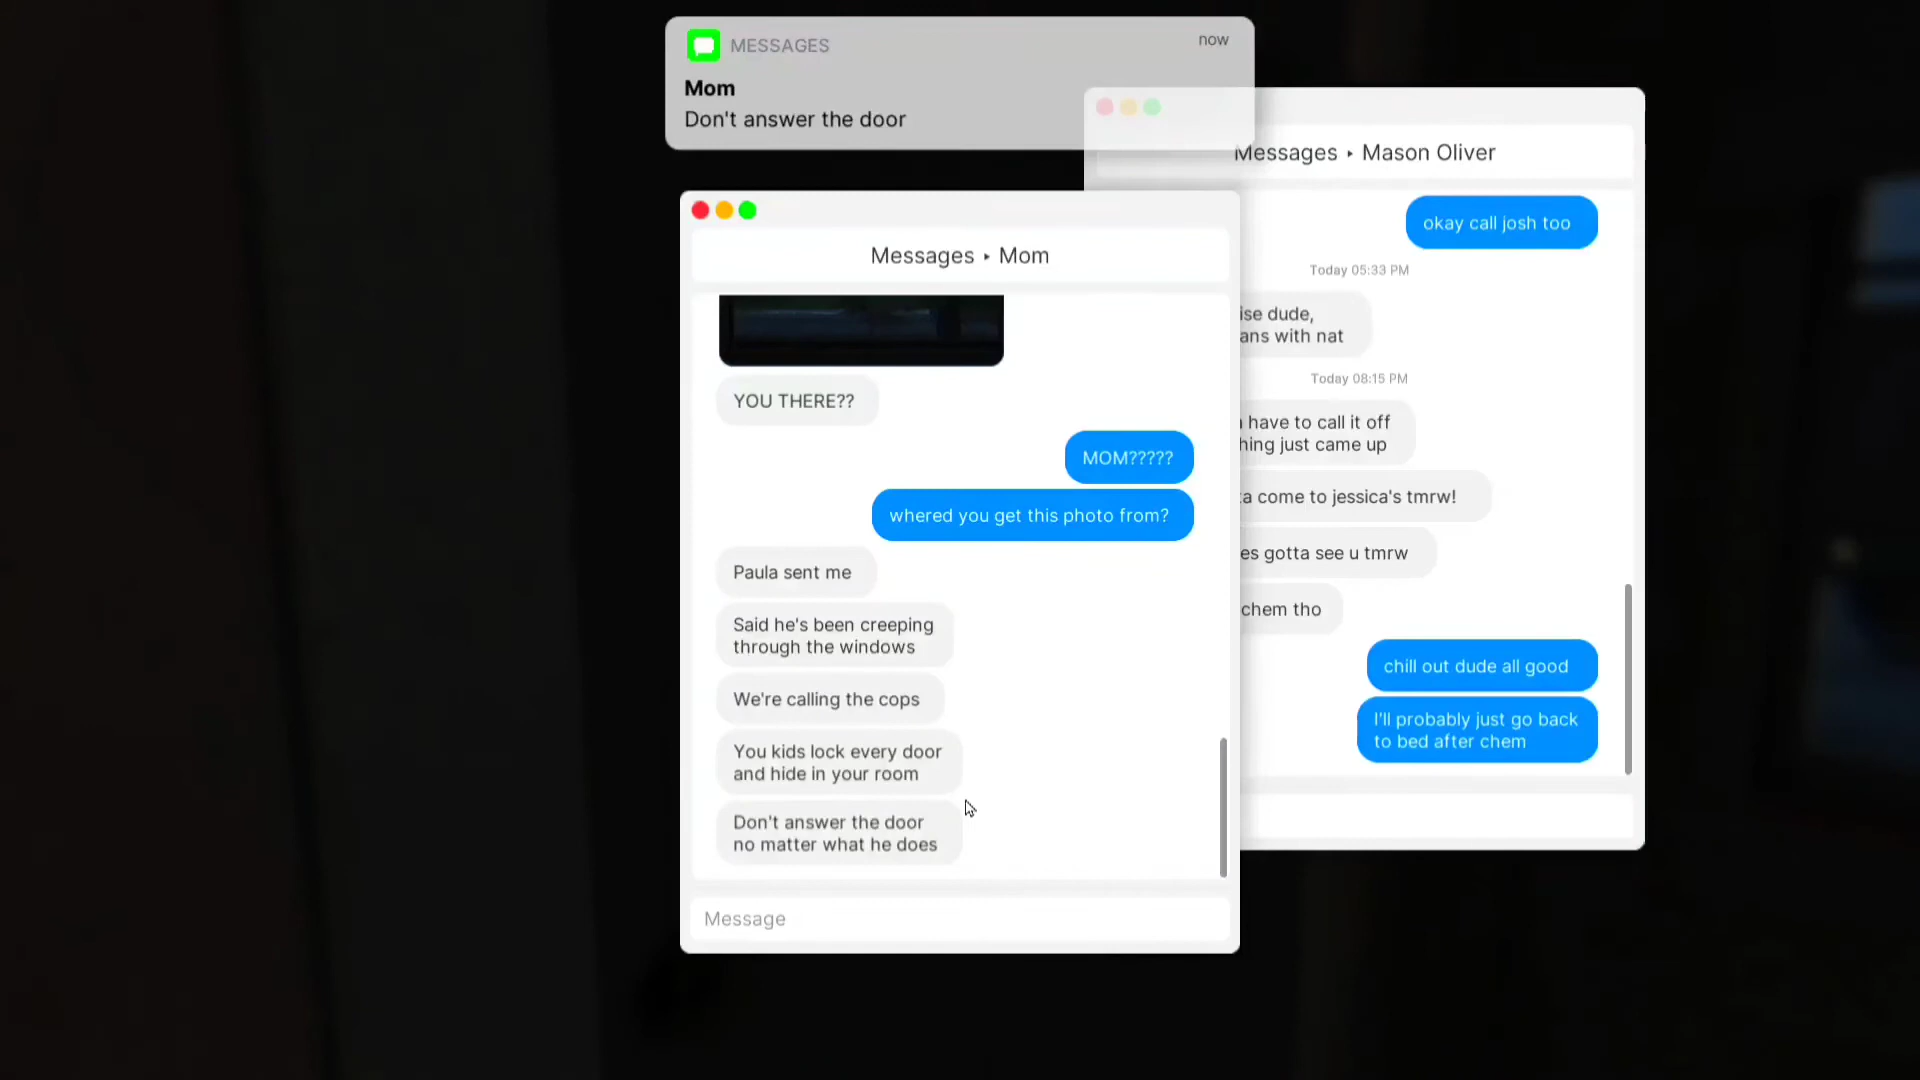 MESSAGES
now
Mom
Don't answer the door
Messages ‣ Mason Oliver
okay call josh too
Today 05:33 PM
ise dude,
ans with nat
Today 08:15 PM
have to call it off
hing just came up
a come to jessica's tmrw!
es gotta see u tmrw
chem tho
chill out dude all good
I'll probably just go back
to bed after chem
Messages ‣ Mom
YOU THERE??
MOM?????
whered you get this photo from?
Paula sent me
Said he's been creeping
through the windows
We're calling the cops
You kids lock every door
and hide in your room
Don't answer the door
no matter what he does
Message